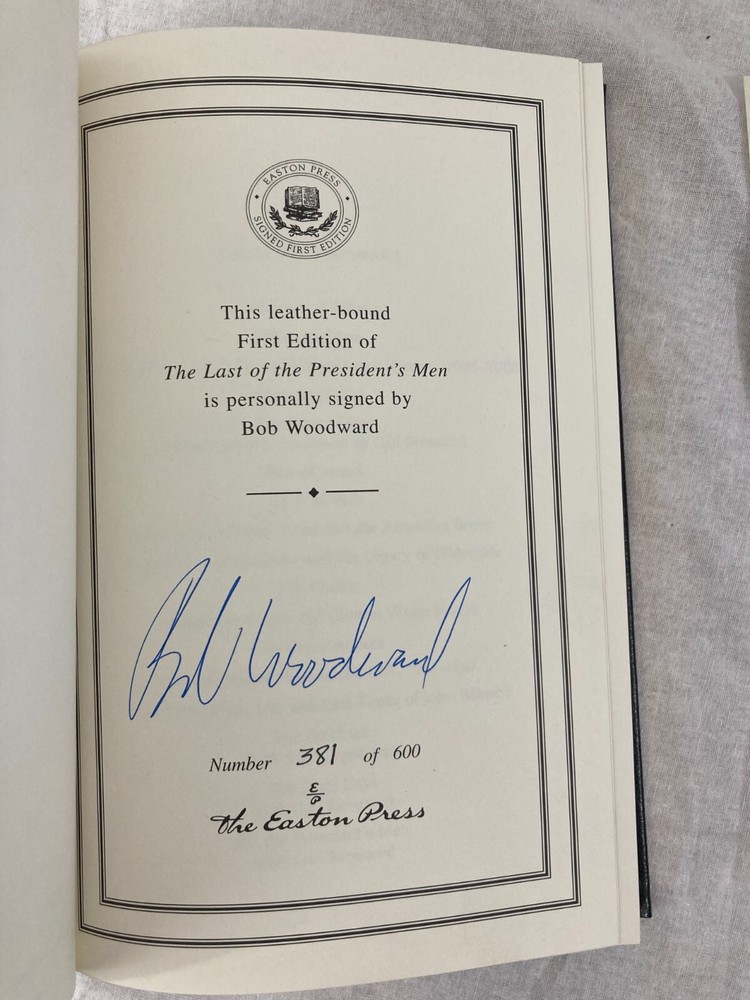 EASTON PRESS
SIGNED FIRST EDITION
This leather-bound
First Edition of
The Last of the President's Men
is personally signed by
Bob Woodward
Bob Woodward
Number 381 of 600
E
P
the Easton Press